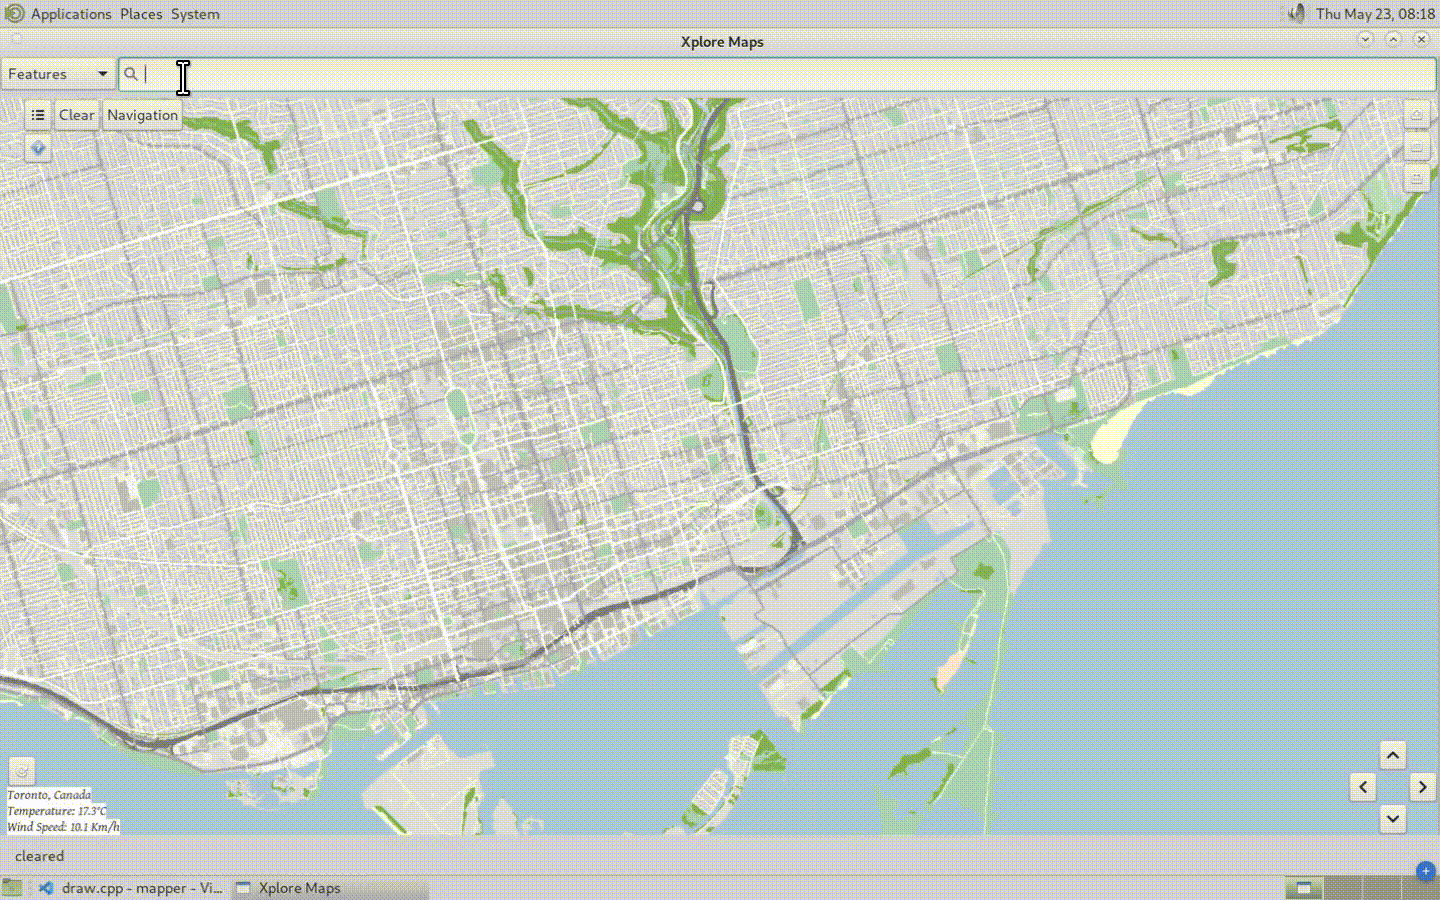 Applications Places System
Thu May 23, 08:18
Xplore Maps
Features
Clear
Navigation
Toronto, Canada
Temperature: 17.3°C
Wind Speed: 10.1 Km/h
cleared
draw.cpp - mapper - Vi...
Xplore Maps